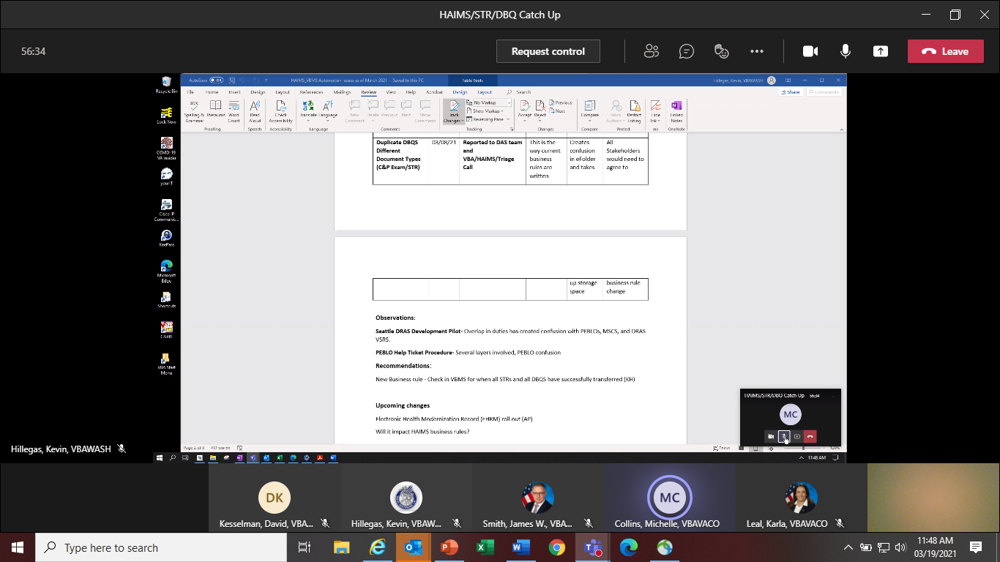 HAIMS/STR/DBQ Catch Up
56:34
Request control
Leave
Recycle Bin
Lock Now
COVID-19
VA Insider
yourIT
Cisco IP
Communic...
KeePass
Microsoft
Edge
Shortcuts
CAPRI
VBA Start
Menu
AutoSave
HAIMS_VBMS Automation Issues as of March 2021 - Saved to this PC
Table Tools
Hillegas, Kevin, VBAWASH
File Home Insert Design Layout References Mailings Review View Help Acrobat Design Layout Search
Share Comments
Spelling &
Grammar
Thesaurus
Word
Count
Read
Aloud
Check
Accessibility
Translate
Language
New
Comment
Delete
Previous
Next
Show
Comments
Track
Changes
No Markup
Show Markup
Reviewing Pane
Accept
Reject
Previous
Next
Compare
Block
Authors
Restrict
Editing
Hide
Ink
Linked
Notes
Proofing Speech Accessibility Language Comments Tracking Changes Compare Protect Ink OneNote
Duplicate DBQS 03/08/21 Reported to DAS team This is the Creates All
Different and way current confusion Stakeholders
Document Types VBA/HAIMS/Triage business in eFolder would need to
(C&P Exam/STR) Call rules are and takes agree to
written
up storage business rule
space change
Observations:
Seattle DRAS Development Pilot- Overlap in duties has created confusion with PEBLOs, MSCS, and DRAS
VSRS.
PEBLO Help Ticket Procedure- Several layers involved, PEBLO confusion
Recommendations:
New Business rule - Check in VBMS for when all STRs and all DBQS have successfully transferred (KH)
Upcoming changes
Electronic Health Modernization Record (EHRM) roll out (AP)
Will it impact HAIMS business rules?
HAIMS/STR/DBQ Catch Up 56:34
MC
Page 2 of 3 412 words
Focus
120%
11:48 AM
Hillegas, Kevin, VBAWASH
DK
Kesselman, David, VBA...
Hillegas, Kevin, VBAW...
Smith, James W., VBA...
MC
Collins, Michelle, VBAVACO
Leal, Karla, VBAVACO
Type here to search
11:48 AM
03/19/2021